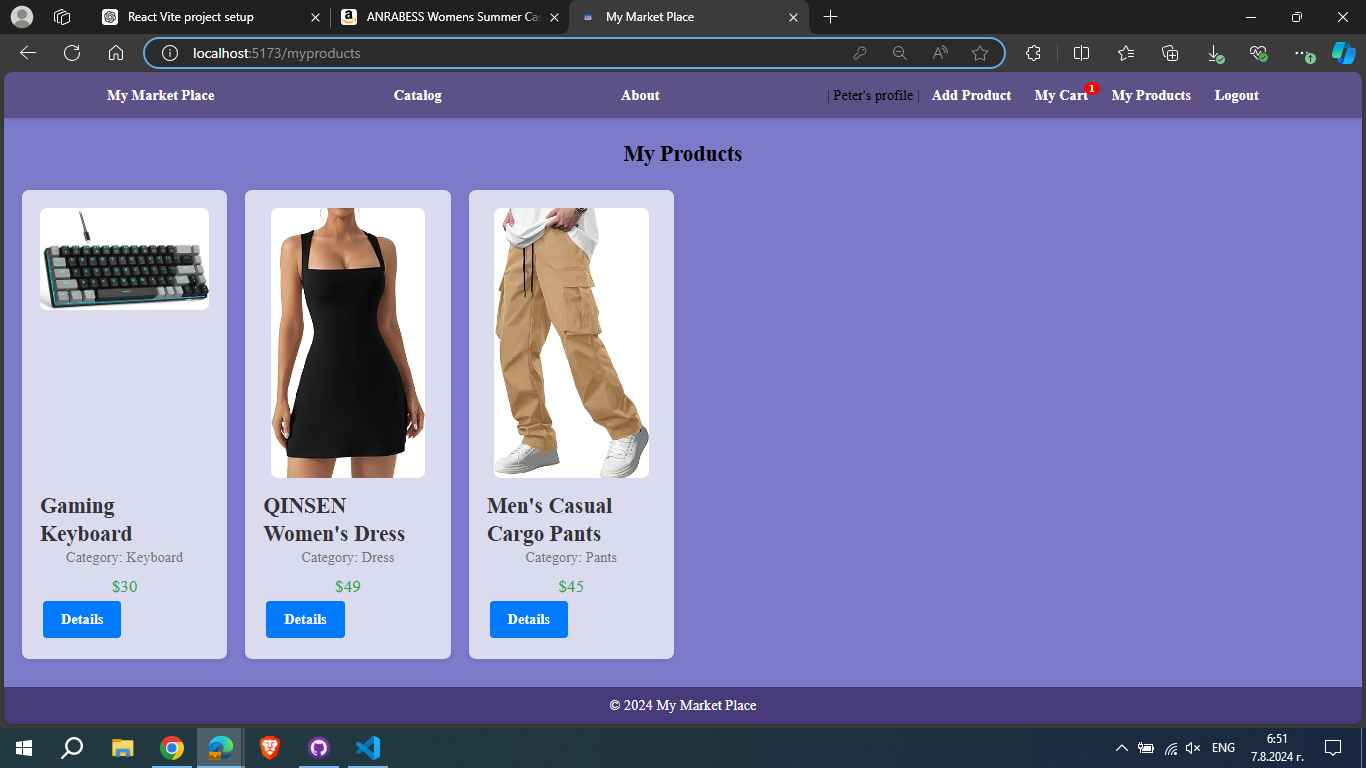 React Vite project setup
ANRABESS Womens Summer Cas
My Market Place
localhost:5173/myproducts
My Market Place Catalog About | Peter's profile | Add Product My Cart 1 My Products Logout
My Products
Gaming
Keyboard
Category: Keyboard
$30
Details
QINSEN
Women's Dress
Category: Dress
$49
Details
Men's Casual
Cargo Pants
Category: Pants
$45
Details
© 2024 My Market Place
ENG
6:51
7.8.2024 г.